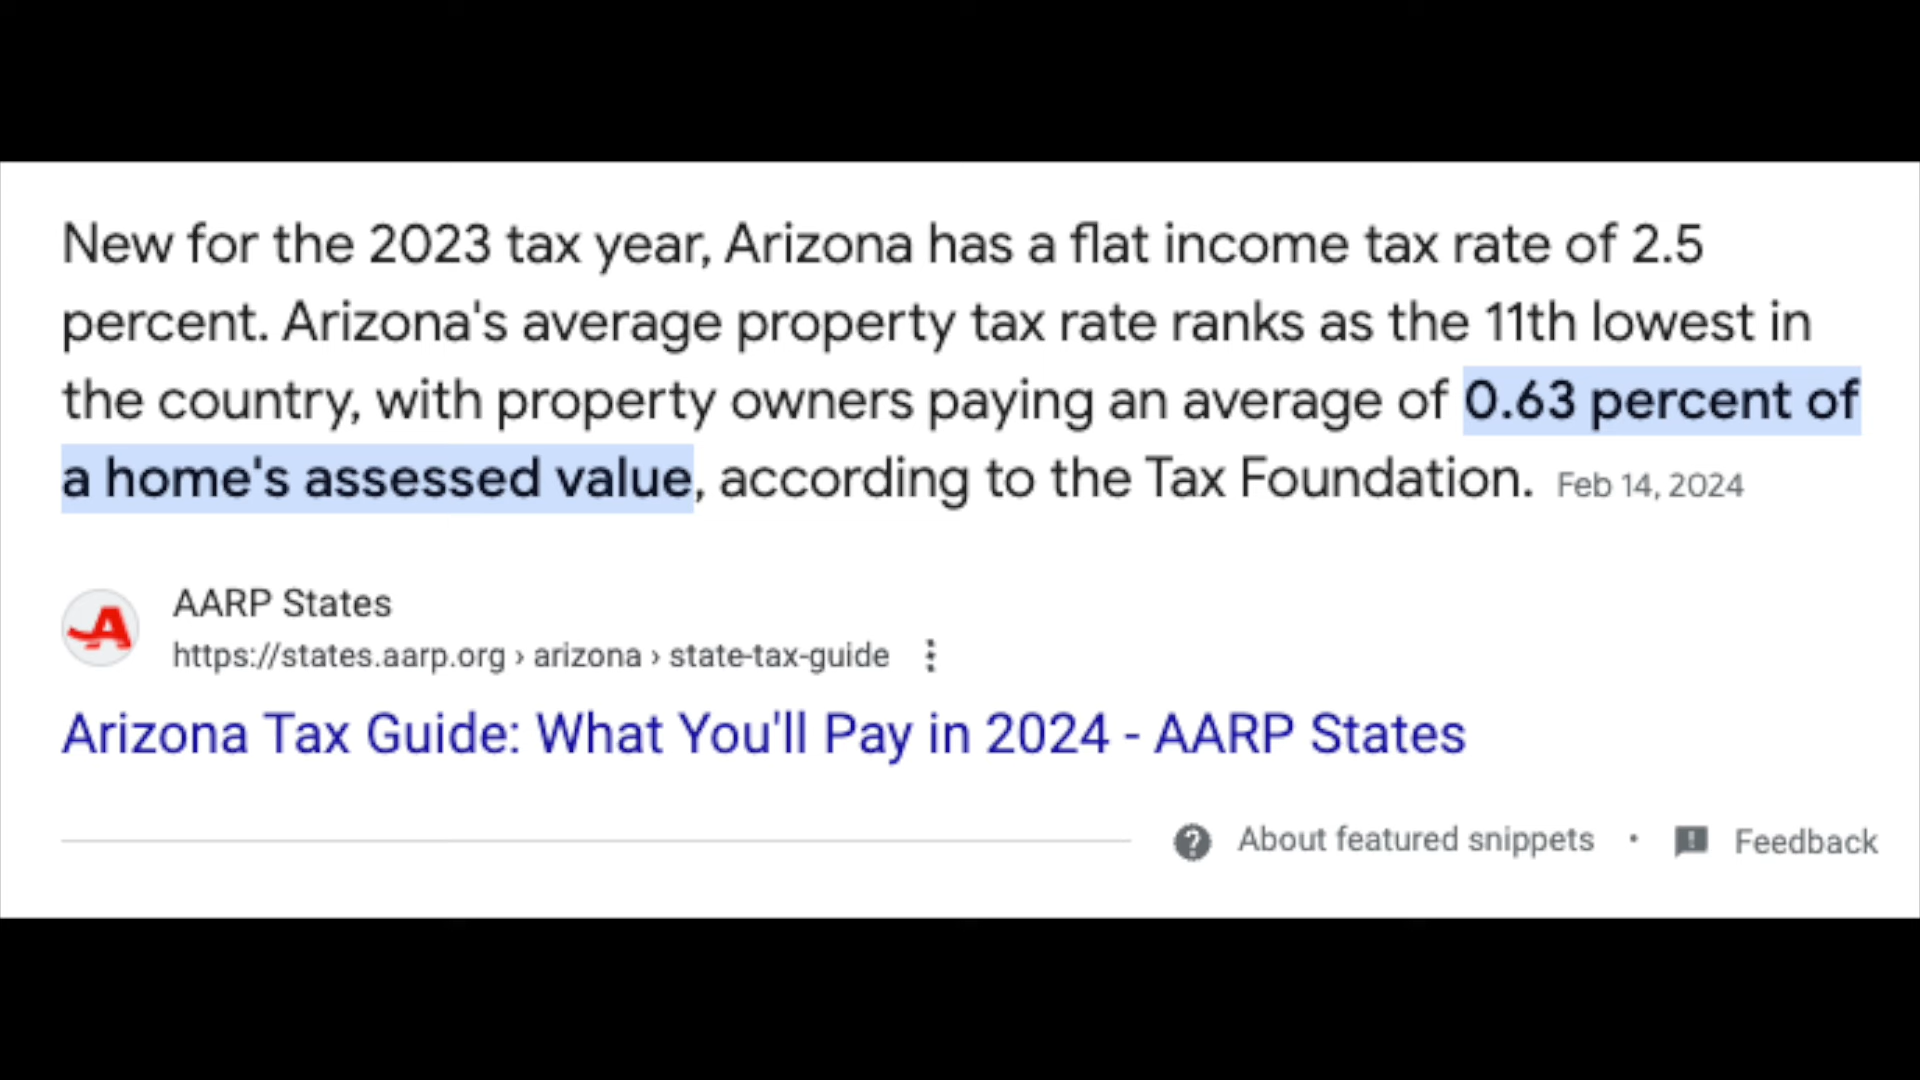 New for the 2023 tax year, Arizona has a flat income tax rate of 2.5
percent. Arizona's average property tax rate ranks as the 11th lowest in
the country, with property owners paying an average of 0.63 percent of
a home's assessed value, according to the Tax Foundation. Feb 14, 2024
AARP States
https://states.aarp.org › arizona › state-tax-guide
Arizona Tax Guide: What You'll Pay in 2024 - AARP States
About featured snippets • Feedback